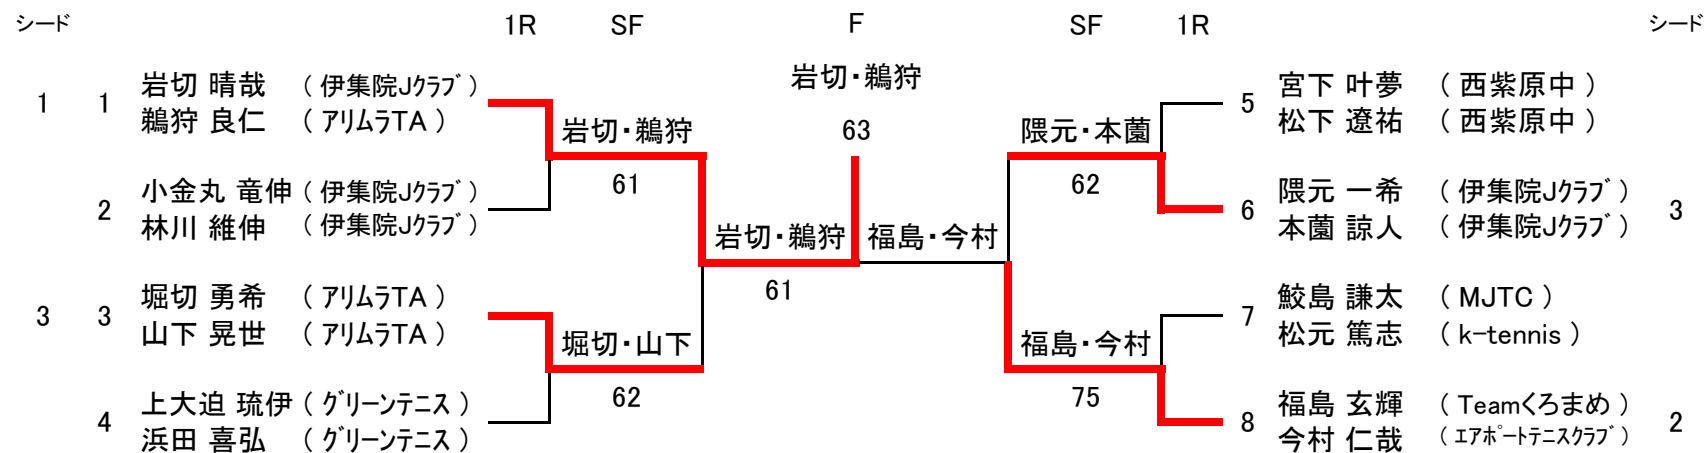 シード 1R SF F SF 1R シード
岩切・鵜狩
63
1 1 岩切 晴哉 ( 伊集院Jクラブ )
鵜狩 良仁 ( アリムラTA )
岩切・鵜狩
61
2 小金丸 竜伸 ( 伊集院Jクラブ )
林川 維伸 ( 伊集院Jクラブ )
岩切・鵜狩
61
3 3 堀切 勇希 ( アリムラTA )
山下 晃世 ( アリムラTA )
堀切・山下
62
4 上大迫 琉伊 ( グリーンテニス )
浜田 喜弘 ( グリーンテニス )
5 宮下 叶夢 ( 西紫原中 )
松下 遼祐 ( 西紫原中 )
隈元・本薗
62
6 隈元 一希 ( 伊集院Jクラブ ) 3
本薗 諒人 ( 伊集院Jクラブ )
福島・今村
7 鮫島 謙太 ( MJTC )
松元 篤志 ( k-tennis )
福島・今村
75
8 福島 玄輝 ( Teamくろまめ ) 2
今村 仁哉 ( エアポートテニスクラブ )